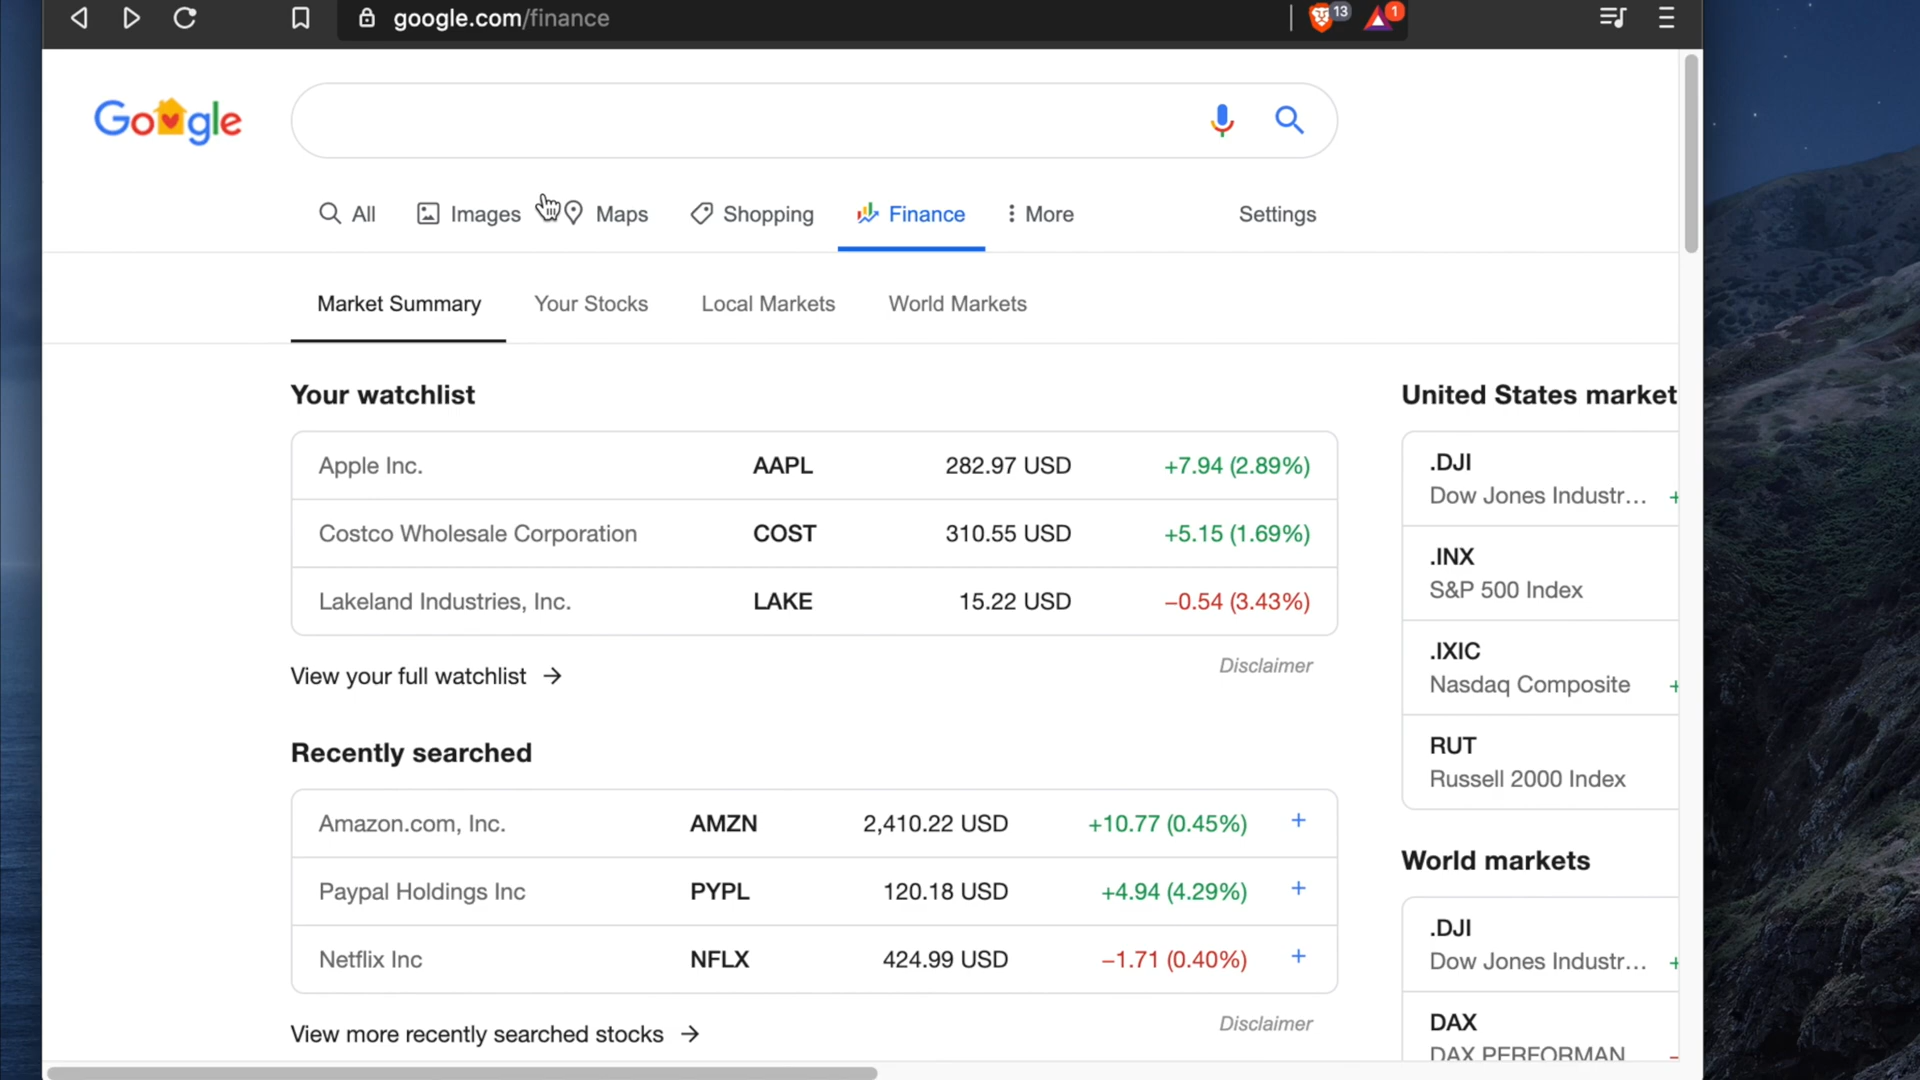 google.com/finance
13
1
Google
All Images Maps Shopping Finance More Settings
Market Summary Your Stocks Local Markets World Markets
Your watchlist
Apple Inc. AAPL 282.97 USD +7.94 (2.89%)
Costco Wholesale Corporation COST 310.55 USD +5.15 (1.69%)
Lakeland Industries, Inc. LAKE 15.22 USD −0.54 (3.43%)
View your full watchlist →
Disclaimer
Recently searched
Amazon.com, Inc. AMZN 2,410.22 USD +10.77 (0.45%) +
Paypal Holdings Inc PYPL 120.18 USD +4.94 (4.29%) +
Netflix Inc NFLX 424.99 USD −1.71 (0.40%) +
View more recently searched stocks →
Disclaimer
United States market
.DJI
Dow Jones Industr... +
.INX
S&P 500 Index
.IXIC
Nasdaq Composite +
RUT
Russell 2000 Index
World markets
.DJI
Dow Jones Industr... +
DAX
DAX PERFORMAN −